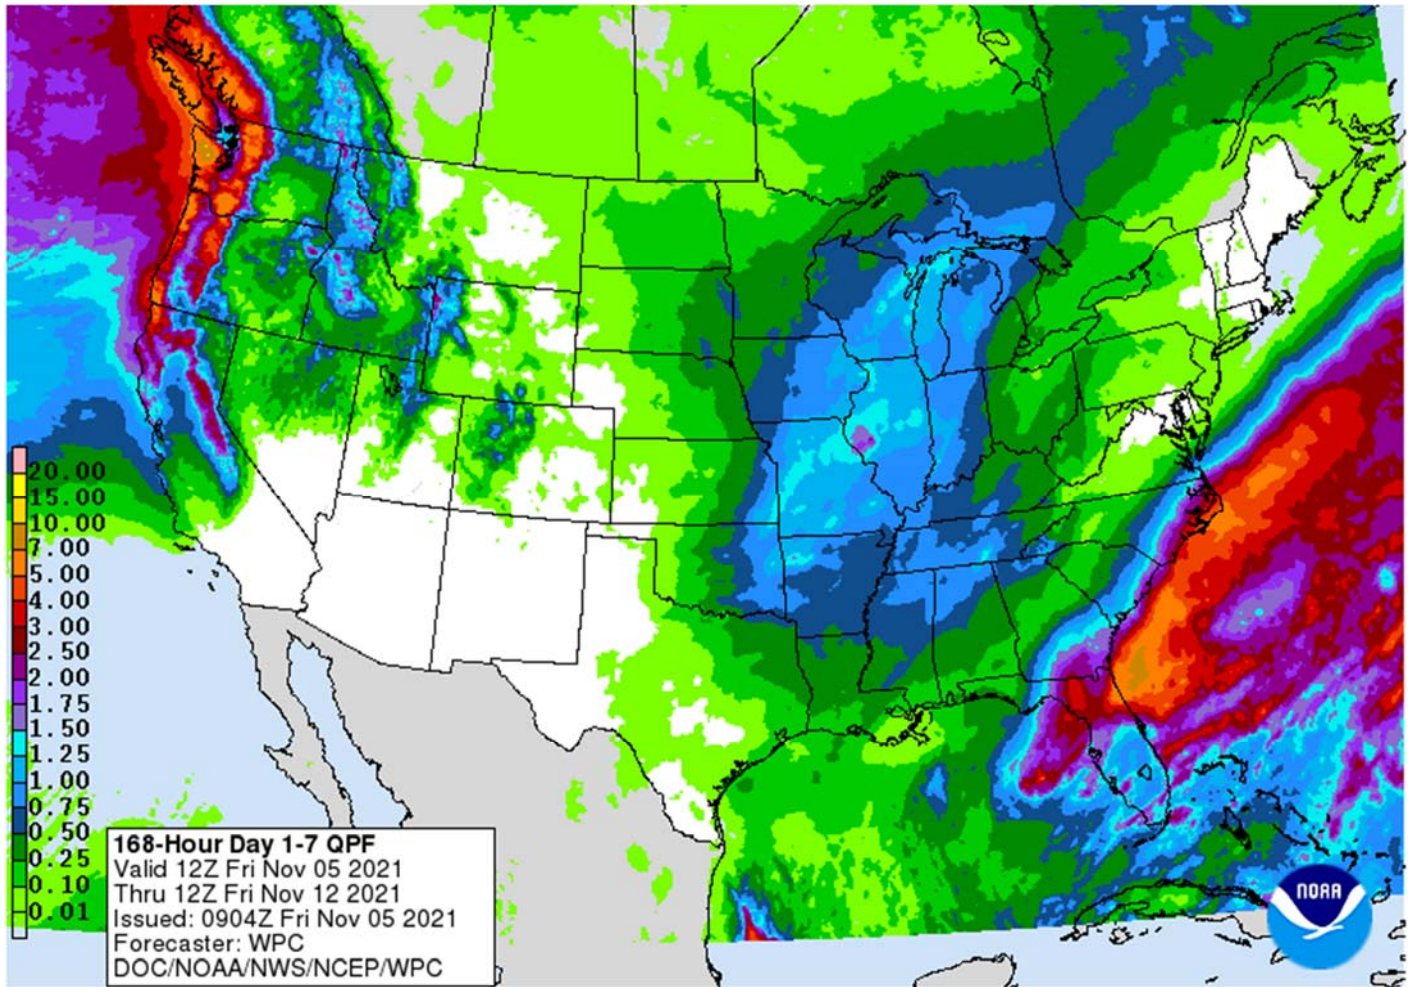 20.00
15.00
10.00
7.00
5.00
4.00
3.00
2.50
2.00
1.75
1.50
1.25
1.00
0.75
0.50
0.25
0.10
0.01
168-Hour Day 1-7 QPF
Valid 12Z Fri Nov 05 2021
Thru 12Z Fri Nov 12 2021
Issued: 0904Z Fri Nov 05 2021
Forecaster: WPC
DOC/NOAA/NWS/NCEP/WPC
NOAA